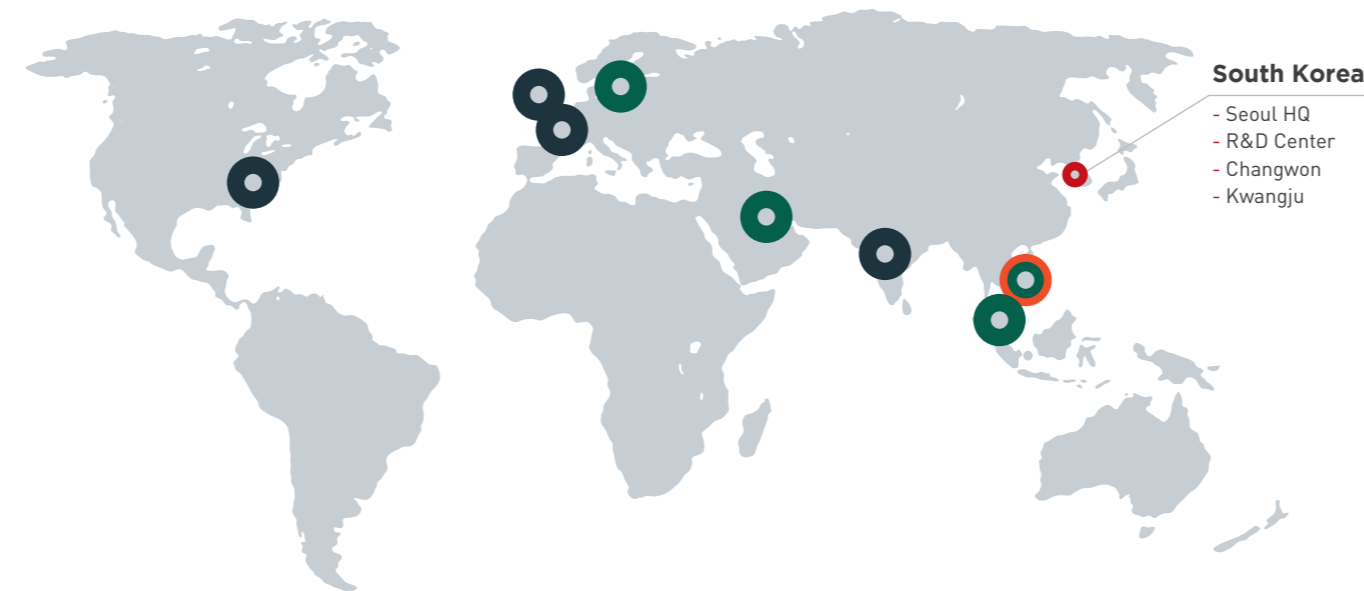 South Korea
- Seoul HQ
- R&D Center
- Changwon
- Kwangju